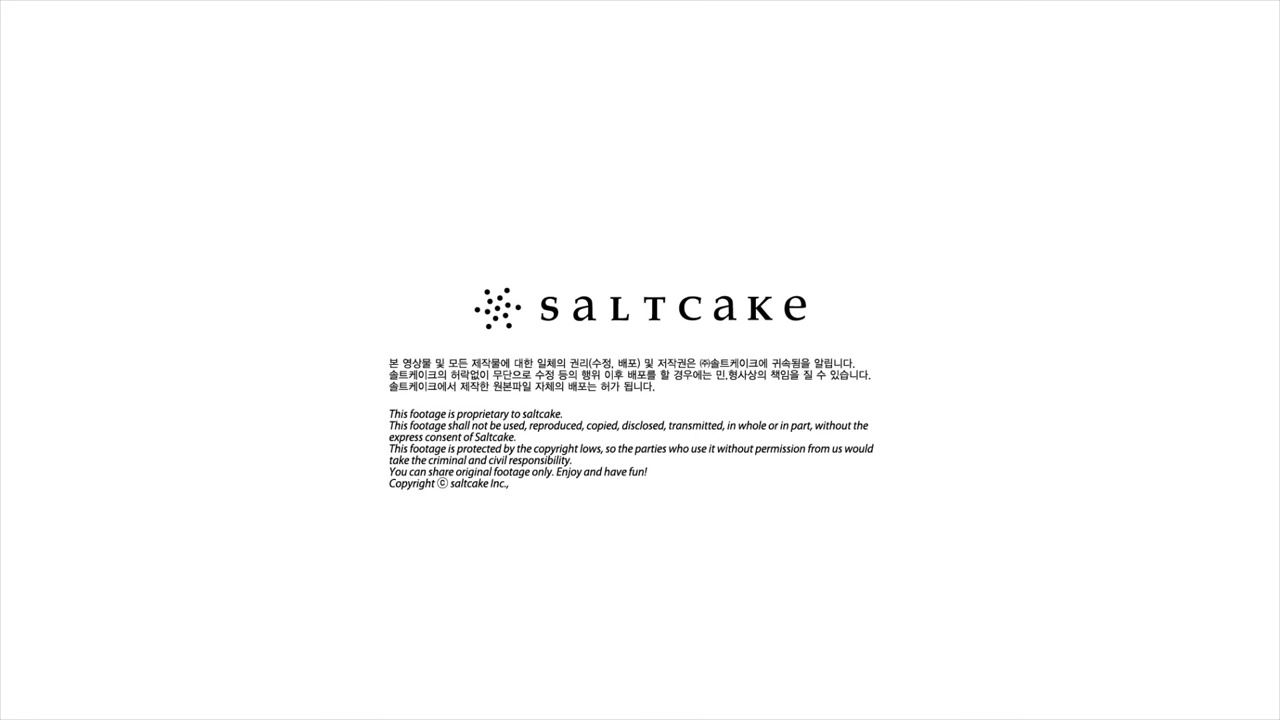 saLTcaKe
본 영상물 및 모든 제작물에 대한 일체의 권리(수정, 배포) 및 저작권은 ㈜솔트케이크에 귀속됨을 알립니다.
솔트케이크의 허락없이 무단으로 수정 등의 행위 이후 배포를 할 경우에는 민.형사상의 책임을 질 수 있습니다.
솔트케이크에서 제작한 원본파일 자체의 배포는 허가 됩니다.
This footage is proprietary to saltcake.
This footage shall not be used, reproduced, copied, disclosed, transmitted, in whole or in part, without the
express consent of Saltcake.
This footage is protected by the copyright lows, so the parties who use it without permission from us would
take the criminal and civil responsibility.
You can share original footage only. Enjoy and have fun!
Copyright ⓒ saltcake Inc.,